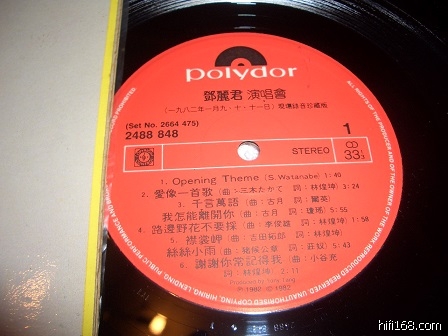 polydor
鄧麗君 演唱會
(一九八二年一月九·十·十一日) 現塲錄音珍藏版
(Set No. 2664 475)
2488 848
1
STEREO
33⅓
1. Opening Theme (S. Watanabe) 1:40
2. 愛像一首歌 (曲：三木たかし 詞：林煌坤) 3:24
3. 千言萬語 (曲：古月 詞：爾英)
我怎能離開你 (曲：古月 詞：瓊瑤) 5:55
4. 路邊野花不要採 (曲：李俊雄 詞：林煌坤) 1:58
5. 襟雲岬 (曲：吉田拓郎
絲絲小雨 (曲：猪俣公章 詞：莊奴) 5:43
6. 謝謝你常記得我 (曲：小谷充
詞：林煌坤) 2:11
℗ 1982 © 1982
hifi168.com